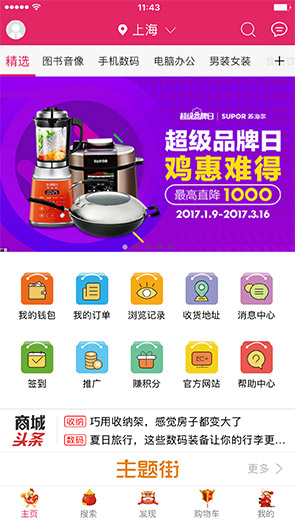 11:43
上海
精选 图书音像 手机数码 电脑办公 男装女装
超级品牌日 SUPOR 苏泊尔
超级品牌日
鸡惠难得
最高直降1000
2017.1.9-2017.3.16
SUPOR
我的钱包 我的订单 浏览记录 收货地址 消息中心
EC+
签到 推广 赚积分 官方网站 帮助中心
商城
头条
收纳 巧用收纳架，感觉房子都变大了
数码 夏日旅行，这些数码装备让你的行李更...
主题街
更多
主页 搜索 发现 购物车 我的